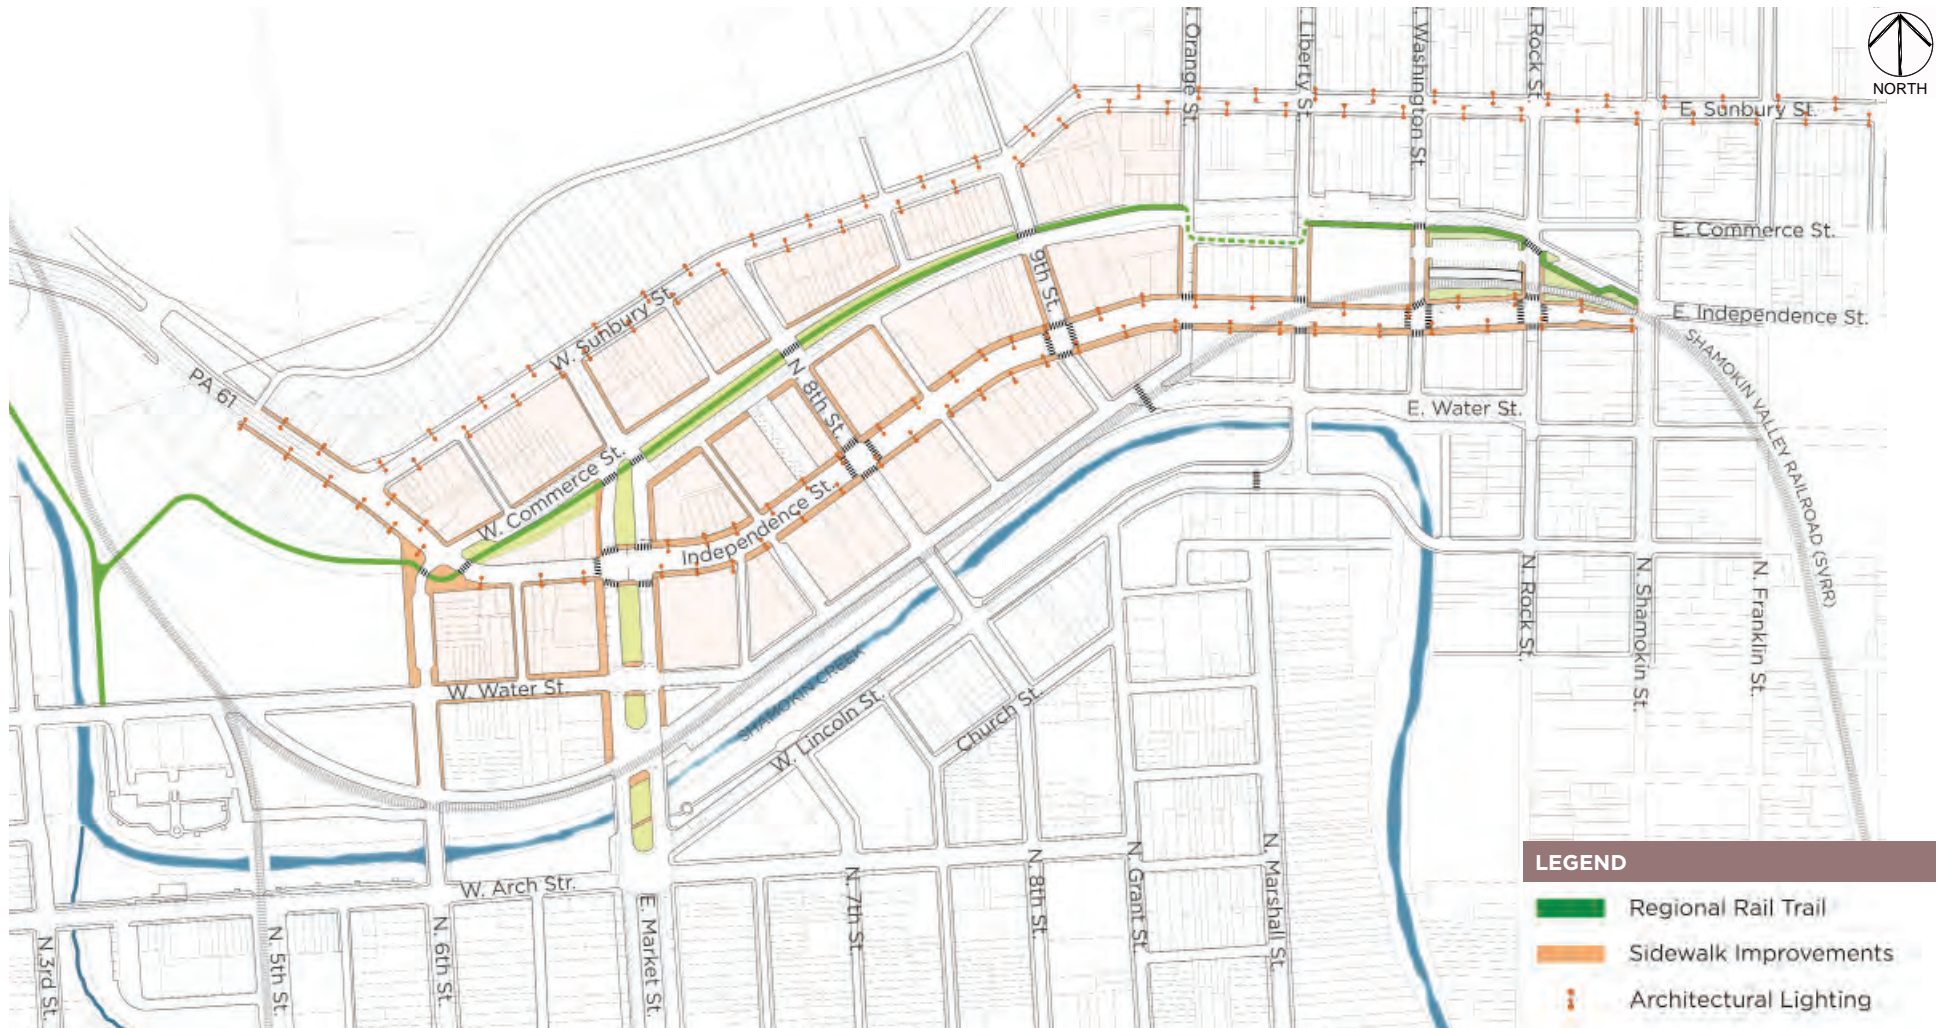 NORTH
N. Orange St.
Liberty St.
Washington St.
Rock St.
E. Sunbury St.
E. Commerce St.
E. Independence St.
SHAMOKIN VALLEY RAILROAD (SVRR)
9th St.
W. Sunbury St.
N. 8th St.
PA 61
E. Water St.
W. Commerce St.
Independence St.
SHAMOKIN CREEK
W. Water St.
W. Lincoln St.
Church St.
N. Rock St.
N. Shamokin St.
N. Franklin St.
W. Arch Str.
N. 3rd St.
N. 5th St.
N. 6th St.
E. Market St.
N. 7th St.
N. 8th St.
N. Grant St.
N. Marshall St.
LEGEND
Regional Rail Trail
Sidewalk Improvements
Architectural Lighting